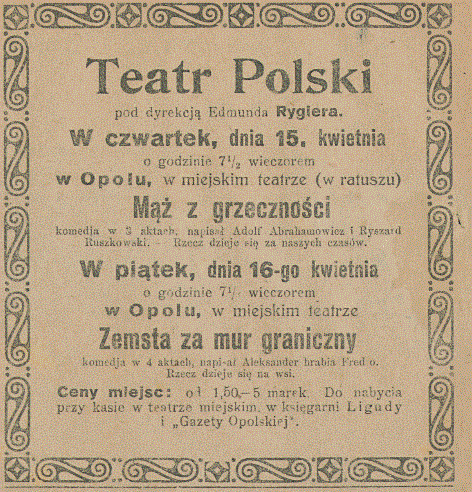 Teatr Polski
pod dyrekcją Edmunda Rygiera.
W czwartek, dnia 15. kwietnia
o godzinie 7½ wieczorem
w Opolu, w miejskim teatrze (w ratuszu)
Mąż z grzeczności
komedja w 3 aktach, napisał Adolf Abrahamowicz i Ryszard
Ruszkowski. – Rzecz dzieje się za naszych czasów.
W piątek, dnia 16-go kwietnia
o godzinie 7½ wieczorem
w Opolu, w miejskim teatrze
Zemsta za mur graniczny
komedja w 4 aktach, napisał Aleksander hrabia Fredro.
Rzecz dzieje się na wsi.
Ceny miejsc: od 1,50–5 marek. Do nabycia
przy kasie w teatrze miejskim, w księgarni Ligudy
i „Gazety Opolskiej".